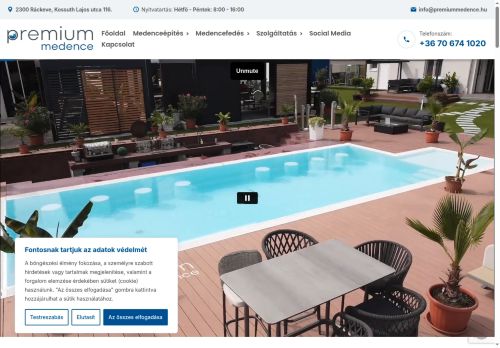 2300 Ráckeve, Kossuth Lajos utca 116.
Nyitvatartás: Hétfő - Péntek: 8:00 - 16:00
info@premiummedence.hu
premium
medence
Főoldal
Medenceépítés
Medencefedés
Szolgáltatás
Social Media
Kapcsolat
Telefonszám:
+36 70 674 1020
Unmute
Fontosnak tartjuk az adatok védelmét
A böngészési élmény fokozása, a személyre szabott
hirdetések vagy tartalmak megjelenítése, valamint a
forgalom elemzése érdekében sütiket (cookie)
használunk. "Az összes elfogadása" gombra kattintva
hozzájárulhat a sütik használatához.
Testreszabás
Elutasít
Az összes elfogadása